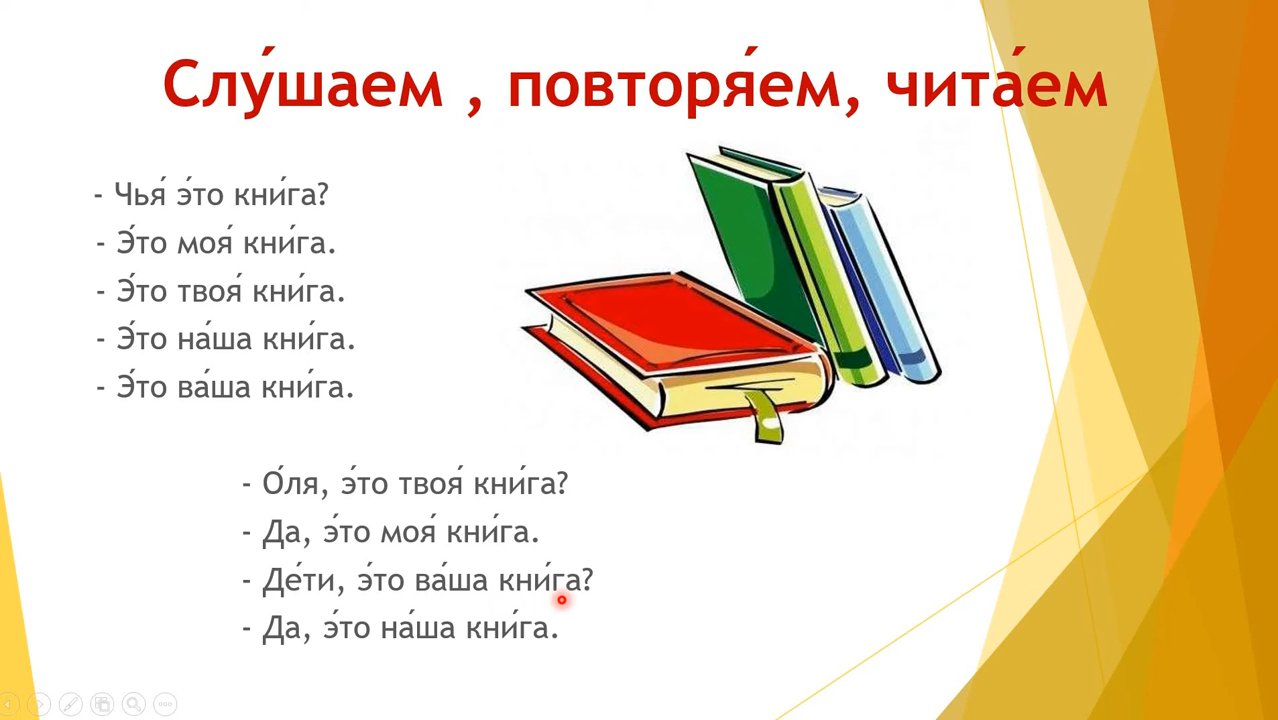 Слу́шаем , повторя́ем, чита́ем
- Чья́ э́то кни́га?
- Э́то моя́ кни́га.
- Э́то твоя́ кни́га.
- Э́то на́ша кни́га.
- Э́то ва́ша кни́га.
- О́ля, э́то твоя́ кни́га?
- Да, э́то моя́ кни́га.
- Де́ти, э́то ва́ша кни́га?
- Да, э́то на́ша кни́га.